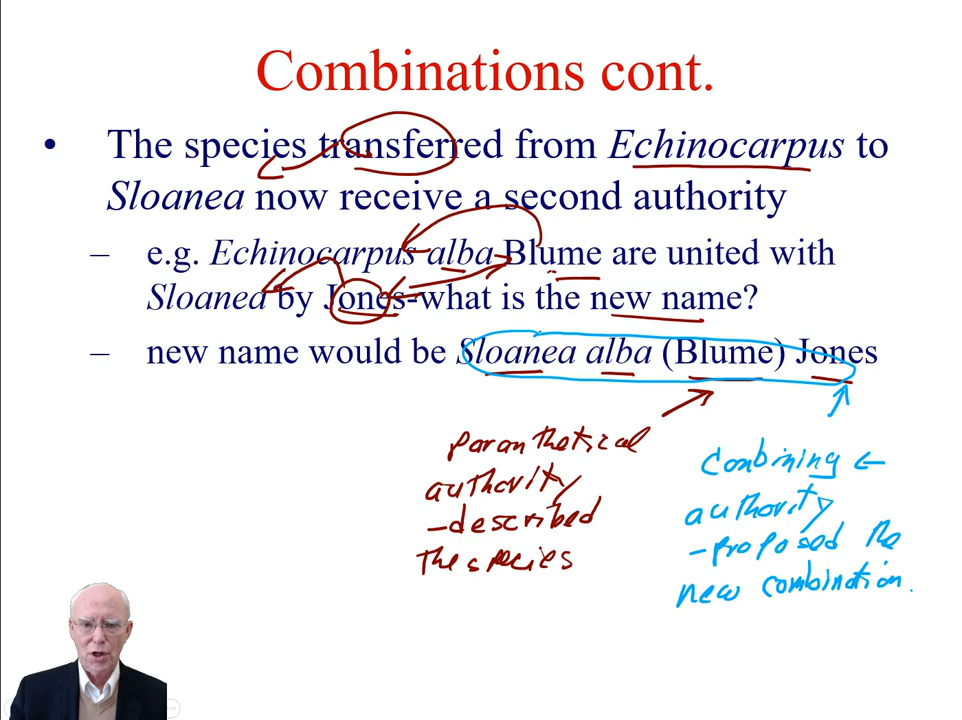 Combinations cont.
• The species transferred from Echinocarpus to
Sloanea now receive a second authority
– e.g. Echinocarpus alba Blume are united with
Sloanea by Jones-what is the new name?
– new name would be Sloanea alba (Blume) Jones
paranthetical
authority
-described
the species
Combining ←
authority
-proposed the
new combination.